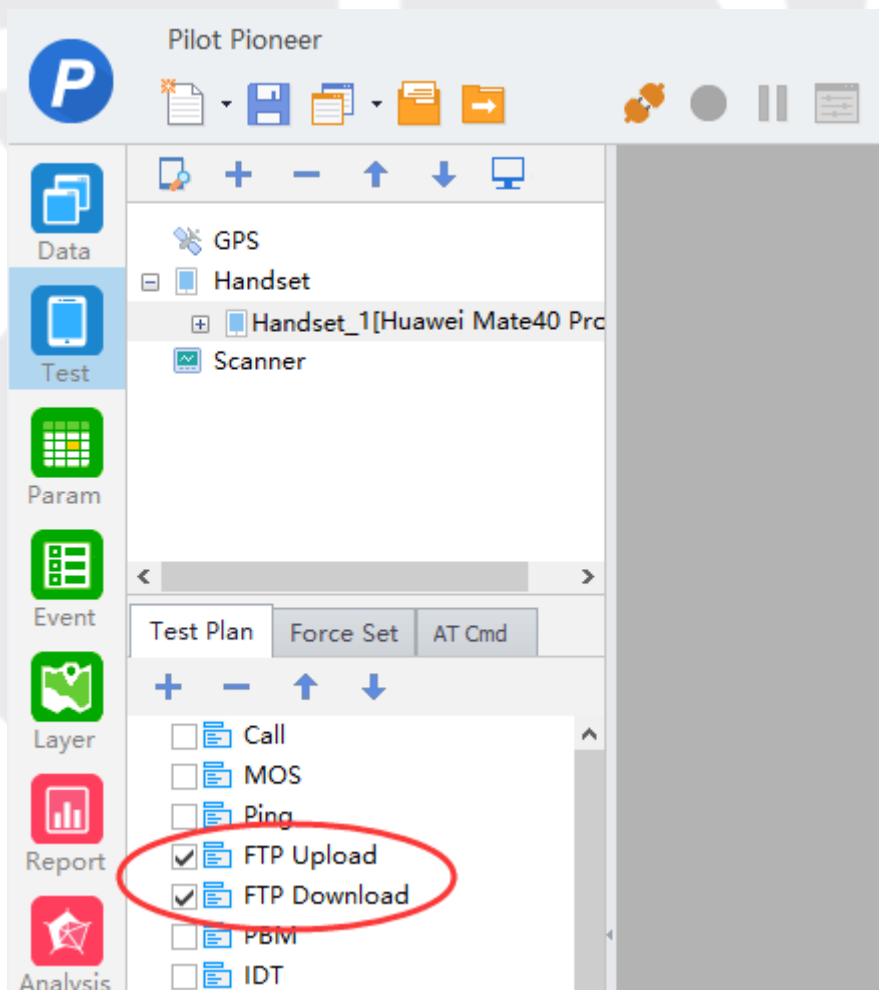 Pilot Pioneer
P
Data
Test
Param
Event
Layer
Report
Analysis
GPS
Handset
Handset_1[Huawei Mate40 Pro
Scanner
Test Plan
Force Set
AT Cmd
Call
MOS
Ping
FTP Upload
FTP Download
PBM
IDT